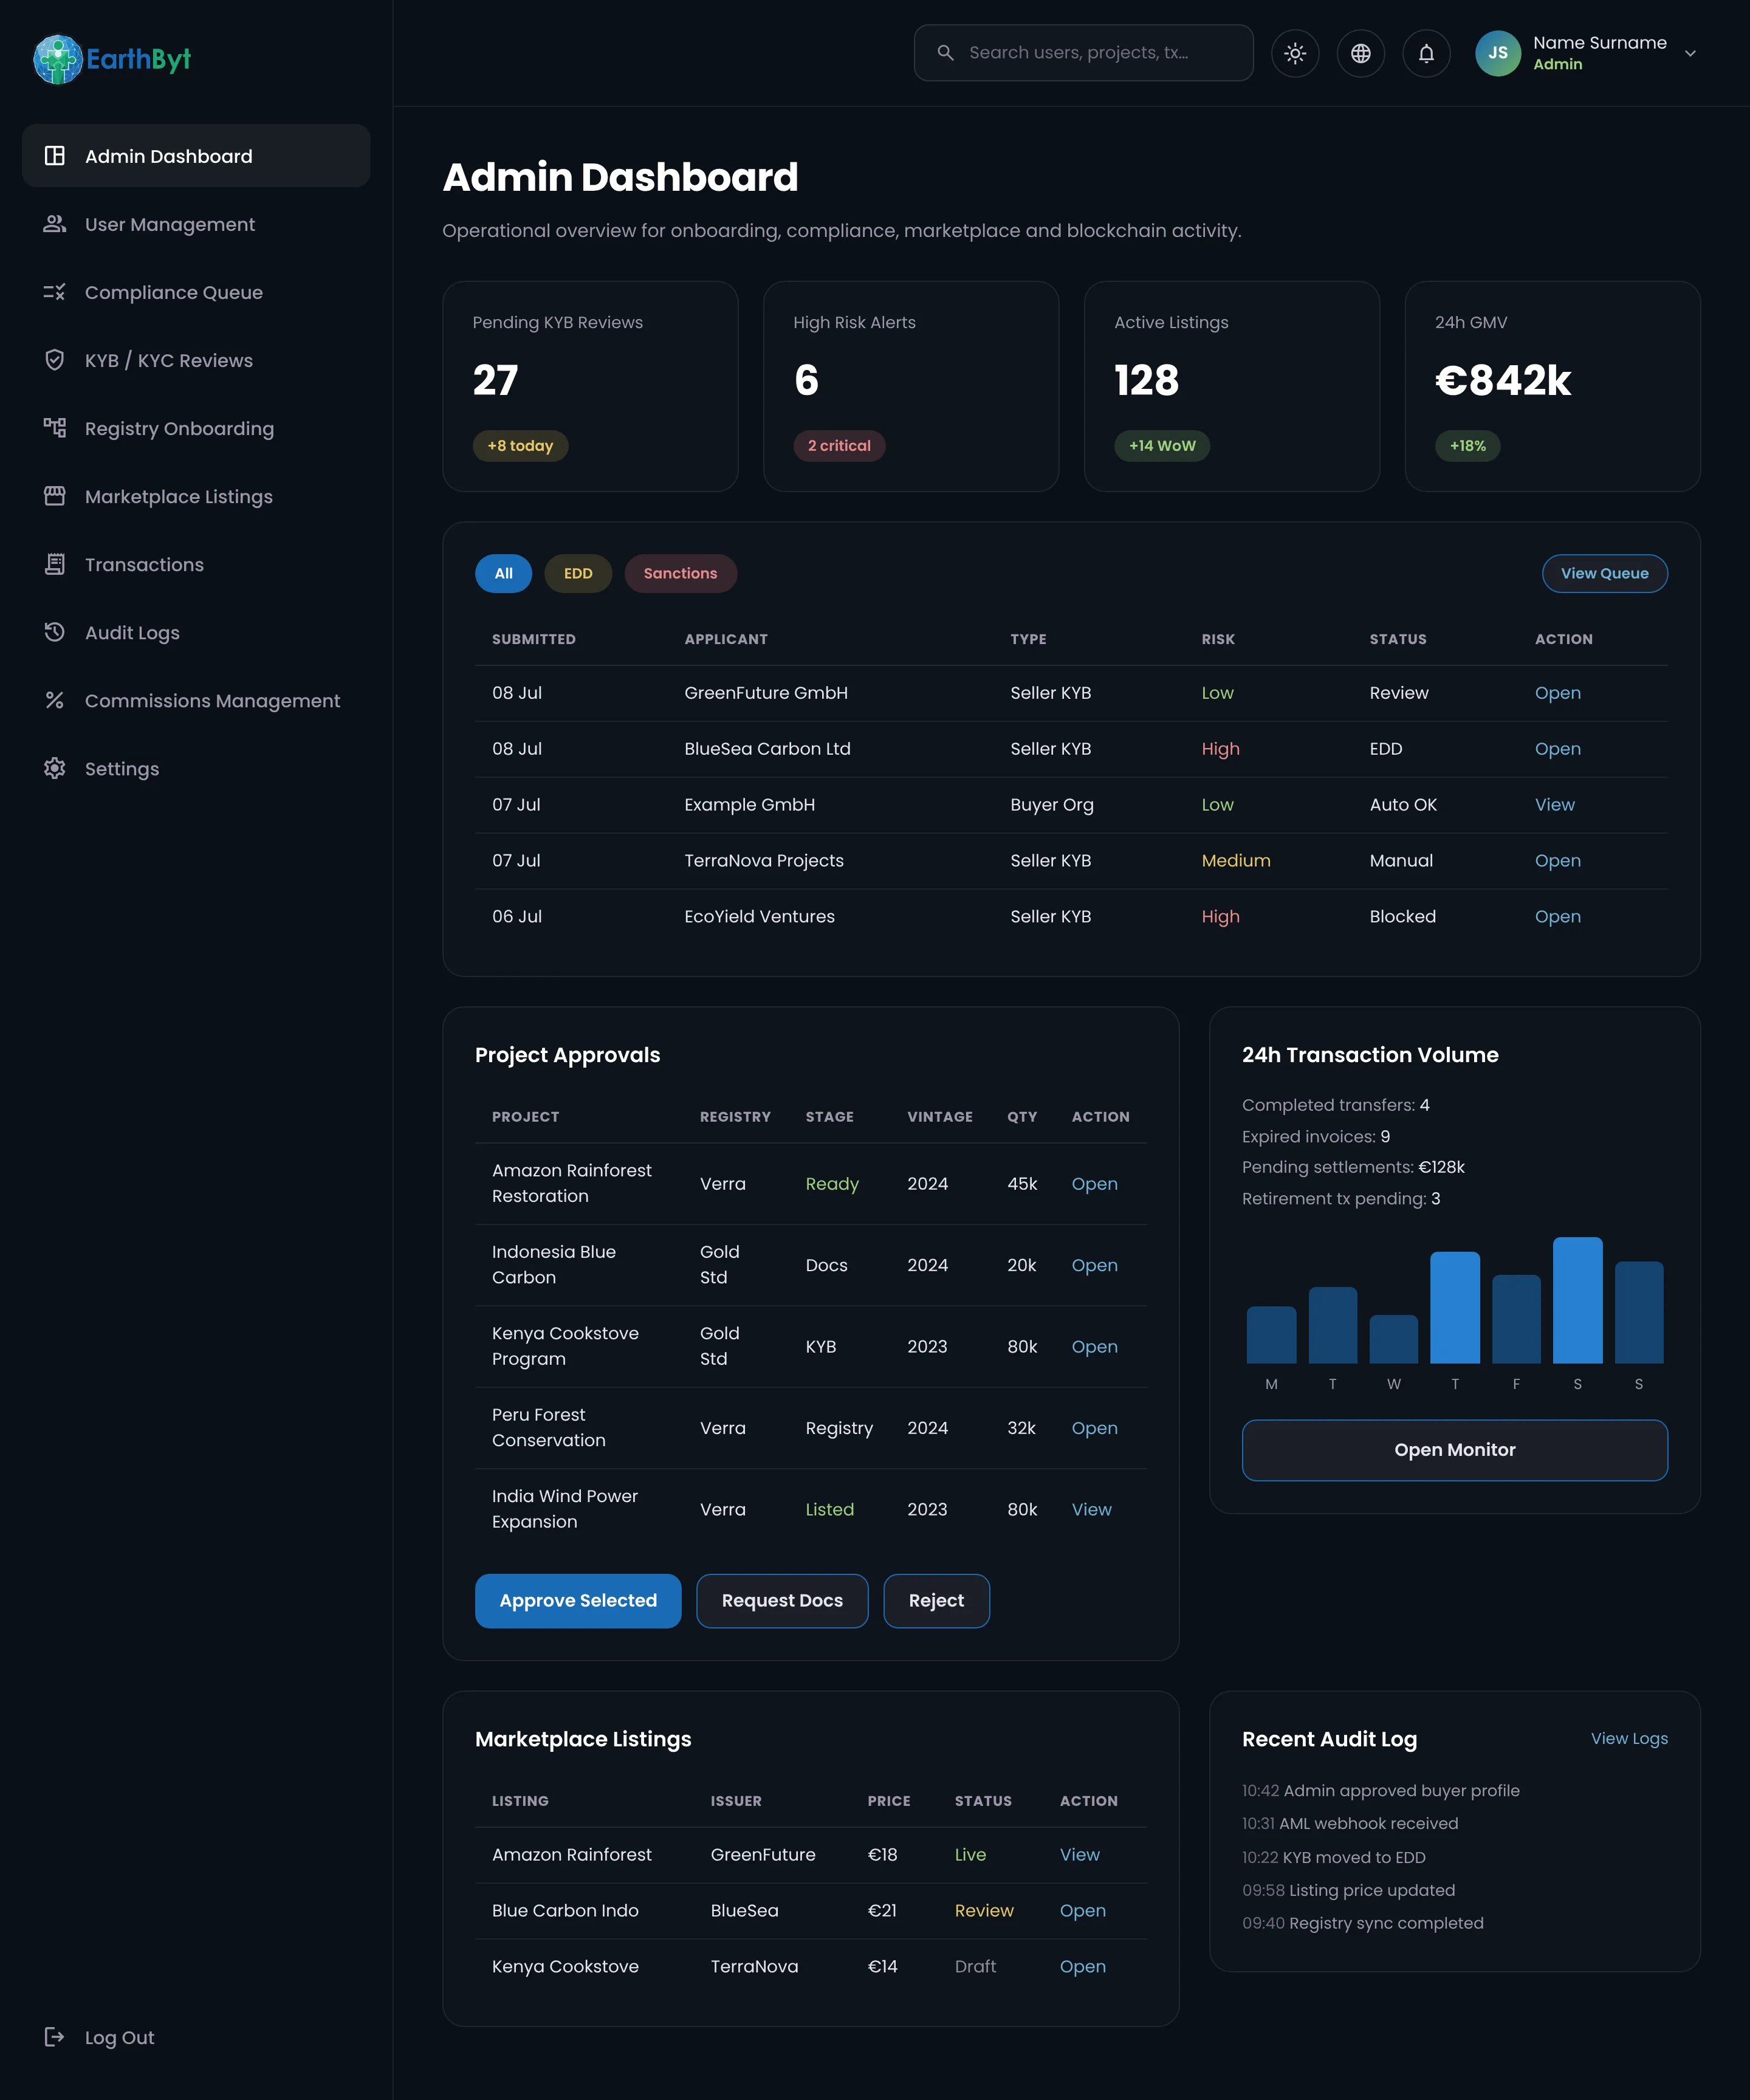 EarthByt
Search users, projects, tx...
JS
Name Surname
Admin
Admin Dashboard
User Management
Compliance Queue
KYB / KYC Reviews
Registry Onboarding
Marketplace Listings
Transactions
Audit Logs
Commissions Management
Settings
Log Out
Admin Dashboard
Operational overview for onboarding, compliance, marketplace and blockchain activity.
Pending KYB Reviews
27
+8 today
High Risk Alerts
6
2 critical
Active Listings
128
+14 WoW
24h GMV
€842k
+18%
All EDD Sanctions View Queue
SUBMITTED APPLICANT TYPE RISK STATUS ACTION
08 Jul GreenFuture GmbH Seller KYB Low Review Open
08 Jul BlueSea Carbon Ltd Seller KYB High EDD Open
07 Jul Example GmbH Buyer Org Low Auto OK View
07 Jul TerraNova Projects Seller KYB Medium Manual Open
06 Jul EcoYield Ventures Seller KYB High Blocked Open
Project Approvals
PROJECT REGISTRY STAGE VINTAGE QTY ACTION
Amazon Rainforest Restoration Verra Ready 2024 45k Open
Indonesia Blue Carbon Gold Std Docs 2024 20k Open
Kenya Cookstove Program Gold Std KYB 2023 80k Open
Peru Forest Conservation Verra Registry 2024 32k Open
India Wind Power Expansion Verra Listed 2023 80k View
Approve Selected Request Docs Reject
24h Transaction Volume
Completed transfers: 4
Expired invoices: 9
Pending settlements: €128k
Retirement tx pending: 3
M T W T F S S
Open Monitor
Marketplace Listings
LISTING ISSUER PRICE STATUS ACTION
Amazon Rainforest GreenFuture €18 Live View
Blue Carbon Indo BlueSea €21 Review Open
Kenya Cookstove TerraNova €14 Draft Open
Recent Audit Log View Logs
10:42 Admin approved buyer profile
10:31 AML webhook received
10:22 KYB moved to EDD
09:58 Listing price updated
09:40 Registry sync completed